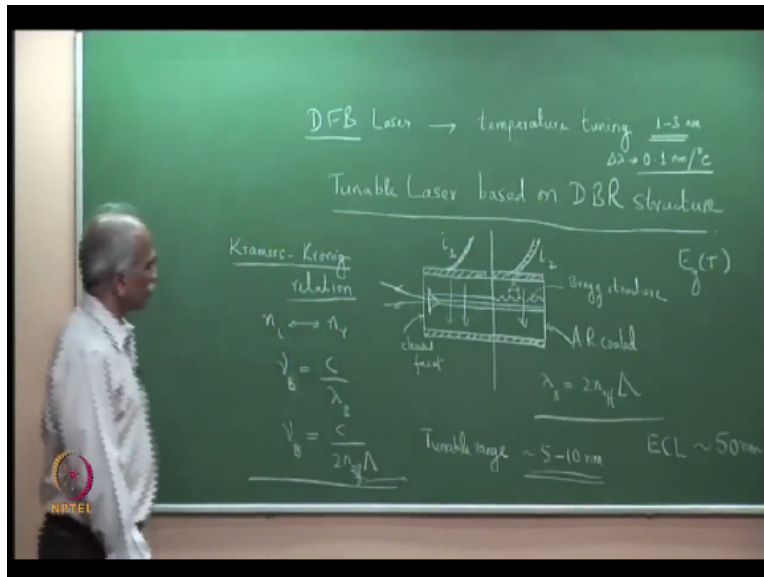 DFB Laser → temperature tuning 1-3 nm
Δλ → 0.1 nm/°C
Tunable Laser based on DBR structure
Kramers-Kronig
relation
n_i ↔ n_r
ν_B = c / λ_B
ν_B = c / 2n_eff Λ
i_1
i_2
Bragg structure
AR coated
cleaved facet
E_g(T)
λ_B = 2n_eff Λ
Tunable range ~ 5-10 nm
ECL ~ 50nm
NPTEL